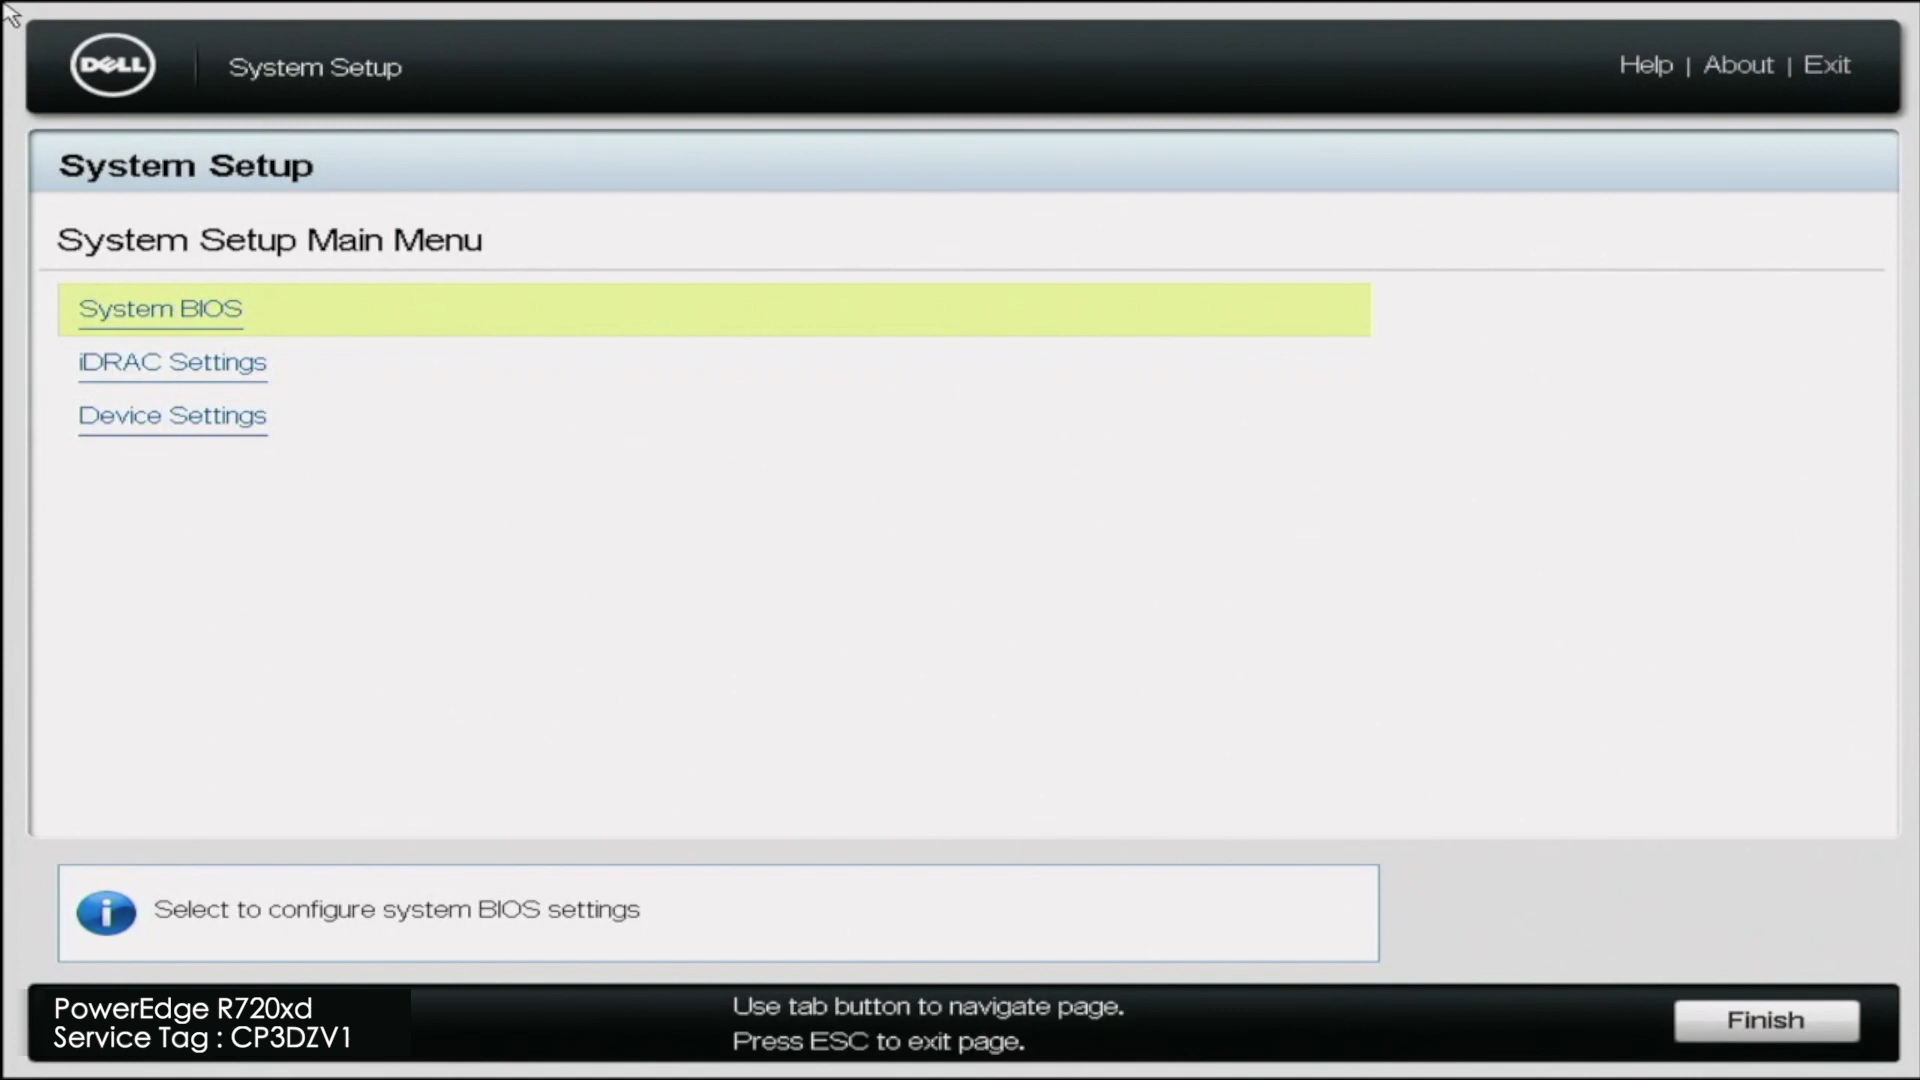 DELL
System Setup
Help | About | Exit
System Setup
System Setup Main Menu
System BIOS
iDRAC Settings
Device Settings
Select to configure system BIOS settings
PowerEdge R720xd
Service Tag : CP3DZV1
Use tab button to navigate page.
Press ESC to exit page.
Finish